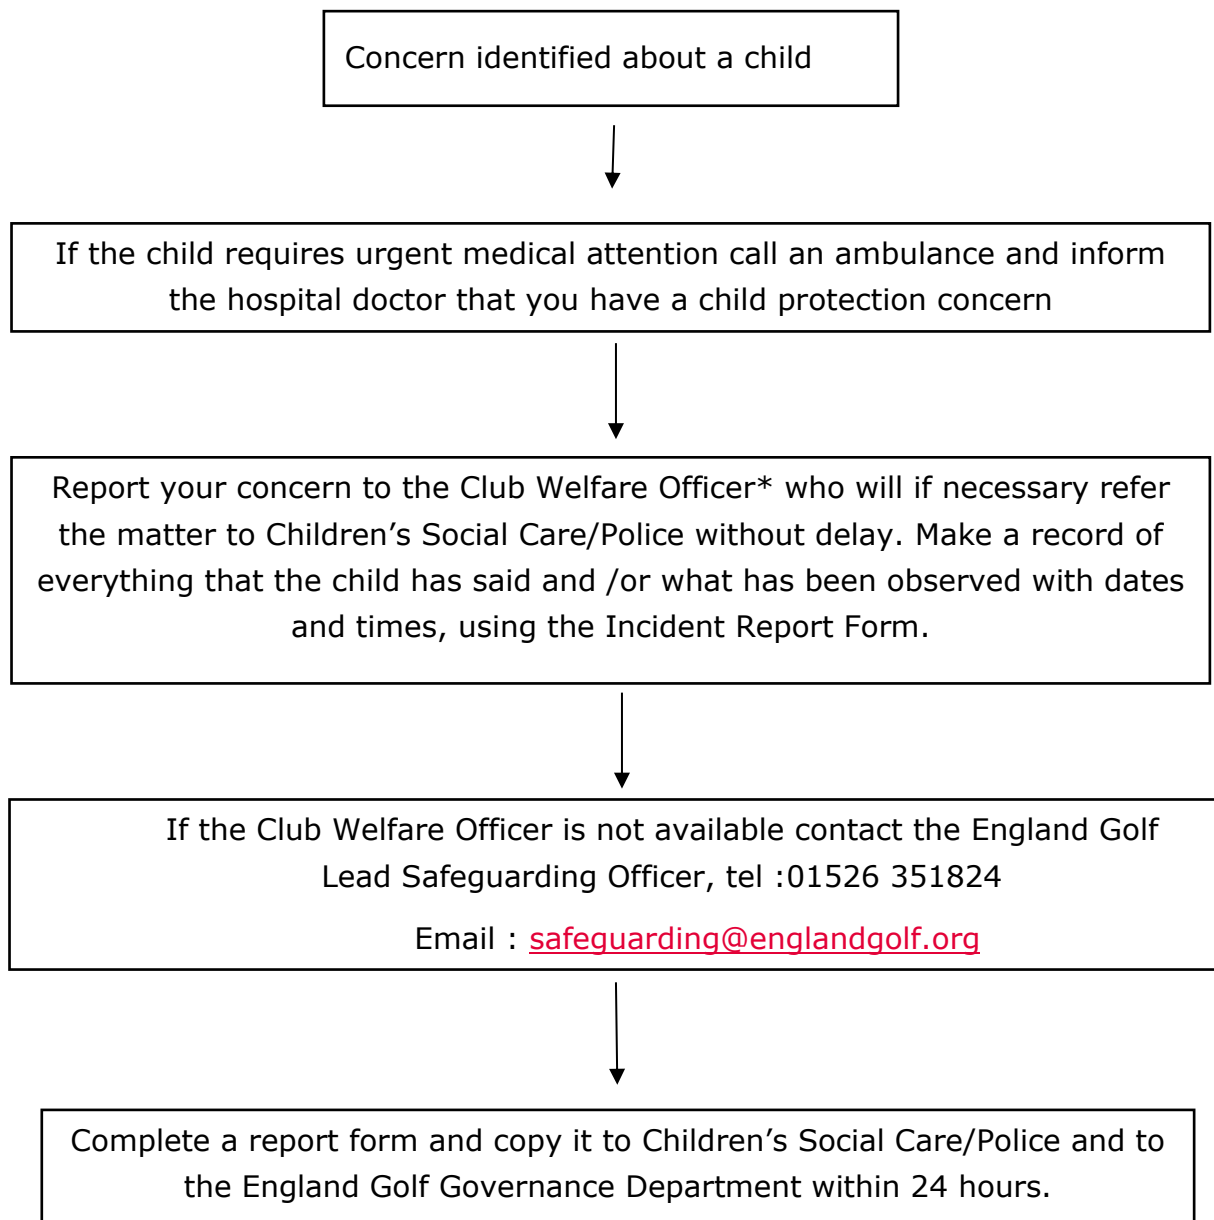 Concern identified about a child
If the child requires urgent medical attention call an ambulance and inform
the hospital doctor that you have a child protection concern
Report your concern to the Club Welfare Officer* who will if necessary refer
the matter to Children’s Social Care/Police without delay. Make a record of
everything that the child has said and /or what has been observed with dates
and times, using the Incident Report Form.
If the Club Welfare Officer is not available contact the England Golf
Lead Safeguarding Officer, tel :01526 351824
Email : safeguarding@englandgolf.org
Complete a report form and copy it to Children’s Social Care/Police and to
the England Golf Governance Department within 24 hours.